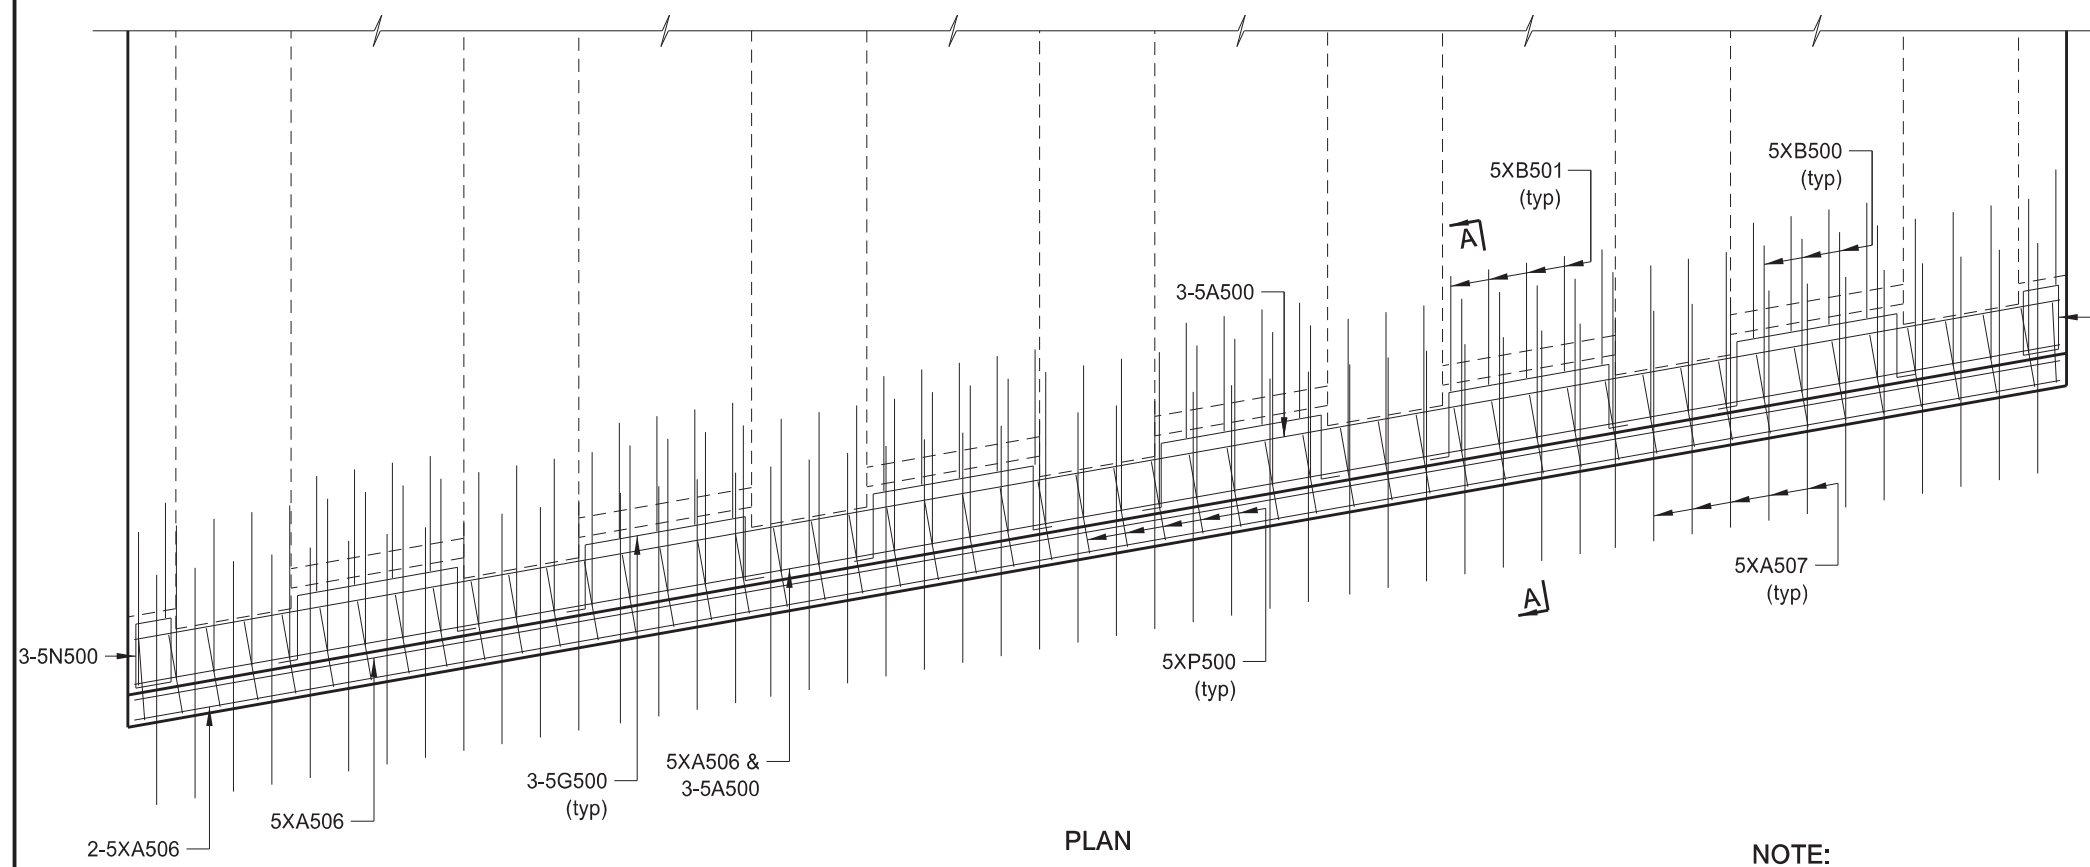 5XB500
(typ)
5XB501
(typ)
A
3-5A500
5XA507
(typ)
A
3-5N500
5XP500
(typ)
5XA506 &
3-5A500
3-5G500
(typ)
5XA506
2-5XA506
PLAN
NOTE: